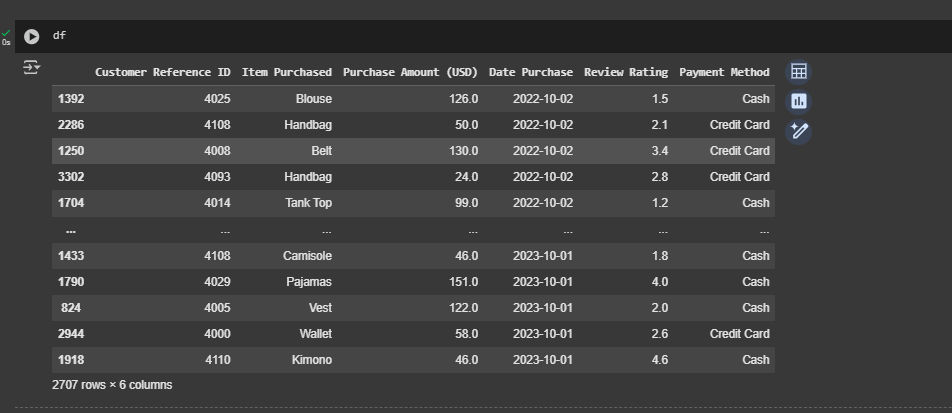 df
0s
Customer Reference ID Item Purchased Purchase Amount (USD) Date Purchase Review Rating Payment Method
1392 4025 Blouse 126.0 2022-10-02 1.5 Cash
2286 4108 Handbag 50.0 2022-10-02 2.1 Credit Card
1250 4008 Belt 130.0 2022-10-02 3.4 Credit Card
3302 4093 Handbag 24.0 2022-10-02 2.8 Credit Card
1704 4014 Tank Top 99.0 2022-10-02 1.2 Cash
... ... ... ... ... ... ...
1433 4108 Camisole 46.0 2023-10-01 1.8 Cash
1790 4029 Pajamas 151.0 2023-10-01 4.0 Cash
824 4005 Vest 122.0 2023-10-01 2.0 Cash
2944 4000 Wallet 58.0 2023-10-01 2.6 Credit Card
1918 4110 Kimono 46.0 2023-10-01 4.6 Cash
2707 rows × 6 columns